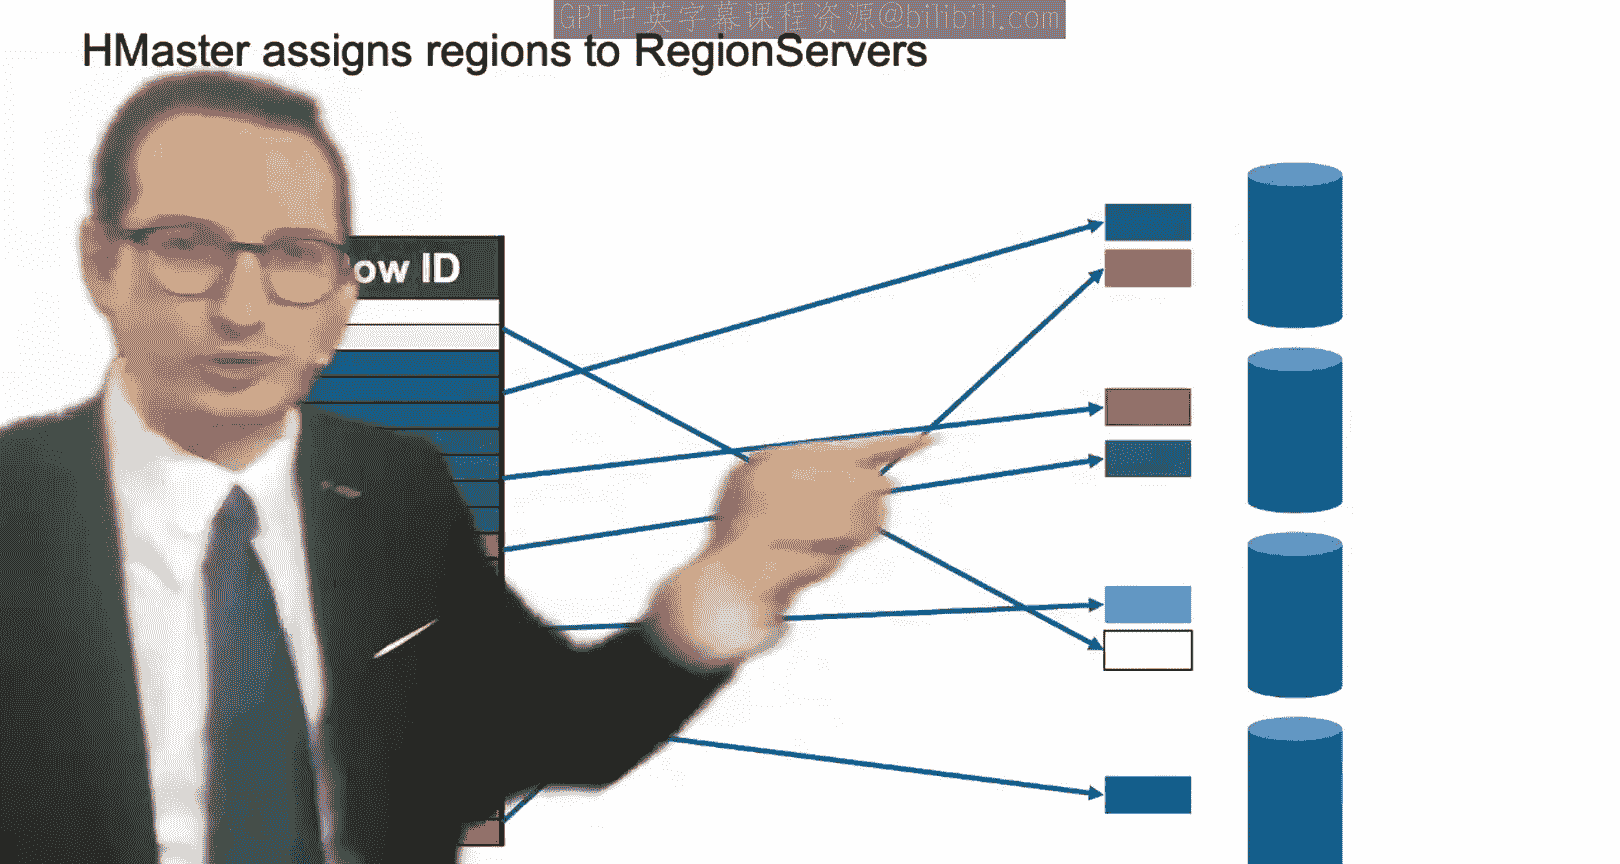 GPT中英字幕课程资源@bilibili.com
HMaster assigns regions to RegionServers
ow ID